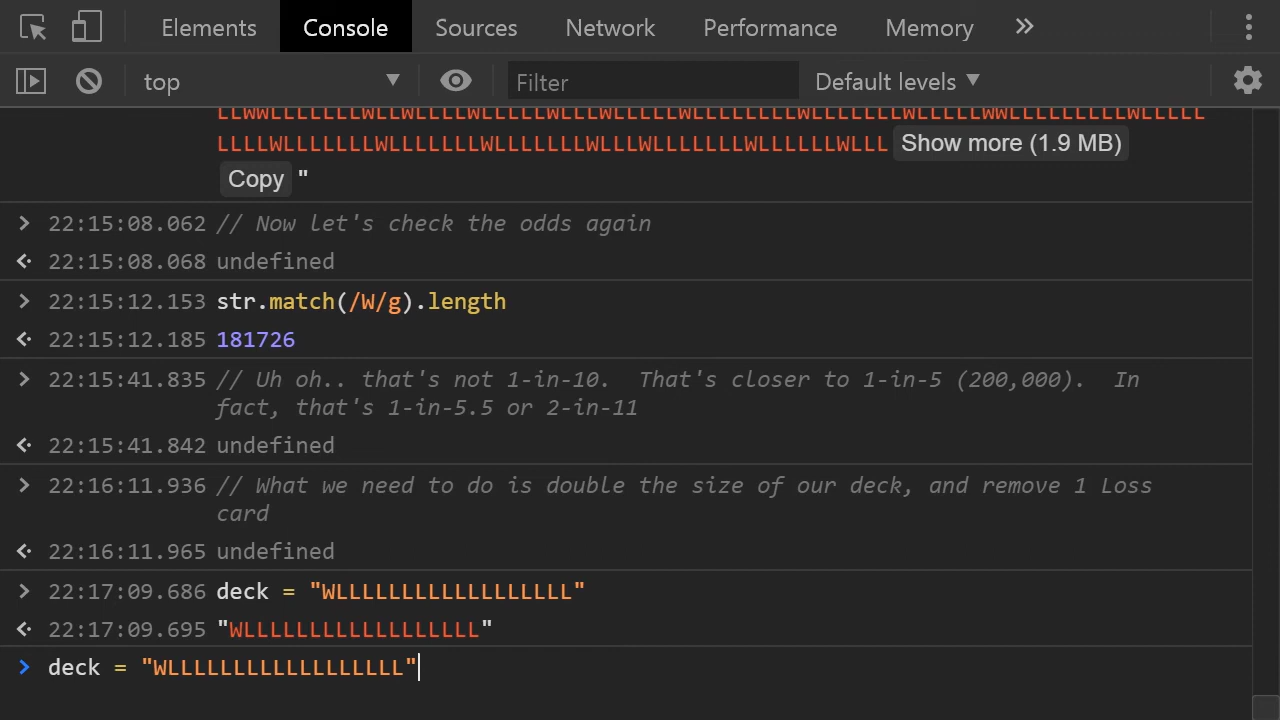 LLWWLLLLLLLWLLWLLLLWLLLLLWLLLWLLLLLWLLLLLLLLWLLLLLLLWLLLLLWWLLLLLLLLLWLLLLL
Elements Console Sources Network Performance Memory
top Filter Default levels
LLLLWLLLLLLLWLLLLLLLWLLLLLLLWLLLWLLLLLLLWLLLLLLWLLL Show more (1.9 MB)
Copy "
22:15:08.062 // Now let's check the odds again
22:15:08.068 undefined
22:15:12.153 str.match(/W/g).length
22:15:12.185 181726
22:15:41.835 // Uh oh.. that's not 1-in-10. That's closer to 1-in-5 (200,000). In
fact, that's 1-in-5.5 or 2-in-11
22:15:41.842 undefined
22:16:11.936 // What we need to do is double the size of our deck, and remove 1 Loss
card
22:16:11.965 undefined
22:17:09.686 deck = "WLLLLLLLLLLLLLLLLLL"
22:17:09.695 "WLLLLLLLLLLLLLLLLLL"
deck = "WLLLLLLLLLLLLLLLLLL"